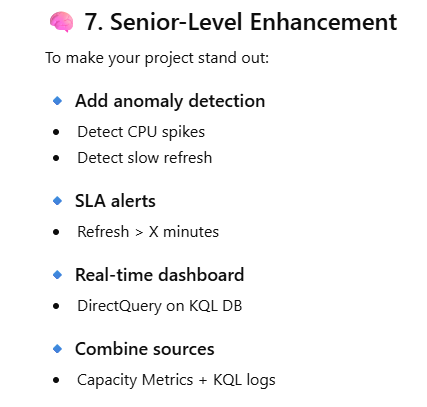 🧠 7. Senior-Level Enhancement
To make your project stand out:
🔹 Add anomaly detection
• Detect CPU spikes
• Detect slow refresh
🔹 SLA alerts
• Refresh > X minutes
🔹 Real-time dashboard
• DirectQuery on KQL DB
🔹 Combine sources
• Capacity Metrics + KQL logs